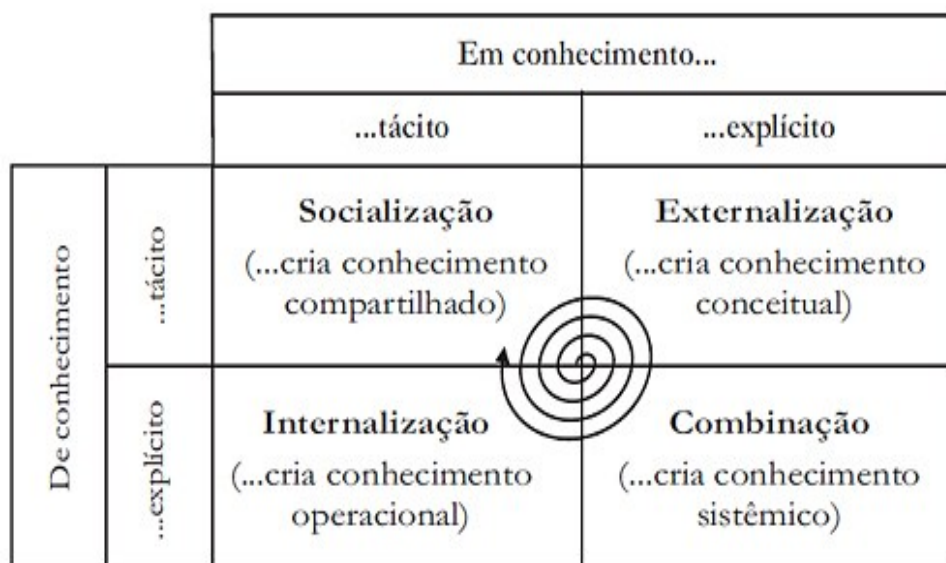 Em conhecimento...
...tácito
...explícito
De conhecimento
...tácito
Socialização
(...cria conhecimento
compartilhado)
Externalização
(...cria conhecimento
conceitual)
...explícito
Internalização
(...cria conhecimento
operacional)
Combinação
(...cria conhecimento
sistêmico)